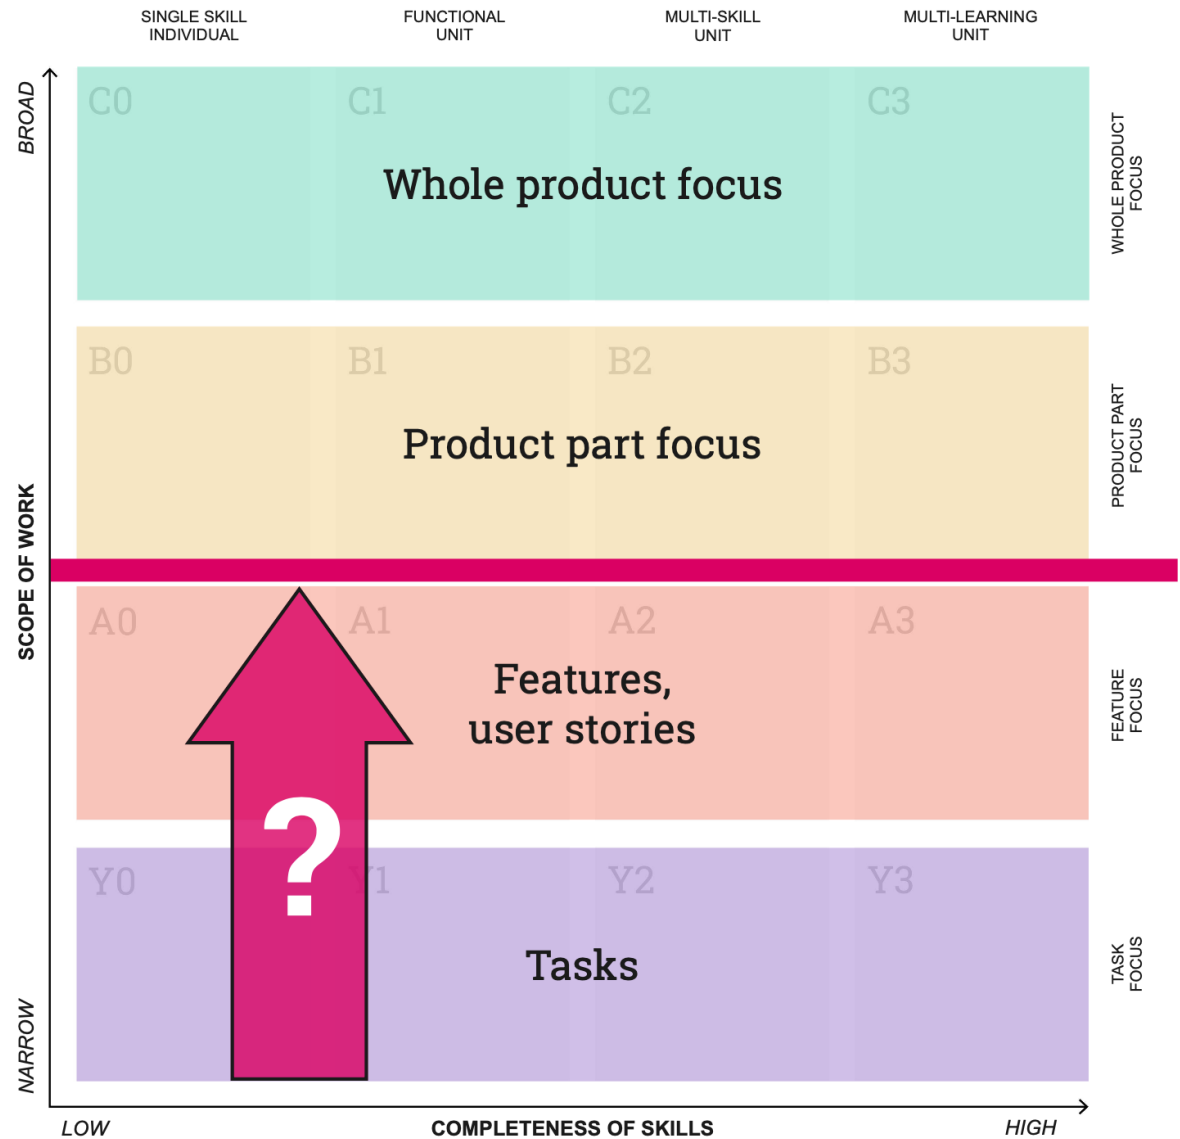 SINGLE SKILL
INDIVIDUAL
FUNCTIONAL
UNIT
MULTI-SKILL
UNIT
MULTI-LEARNING
UNIT
BROAD
C0
C1
C2
C3
Whole product focus
WHOLE PRODUCT
FOCUS
B0
B1
B2
B3
Product part focus
PRODUCT PART
FOCUS
SCOPE OF WORK
A0
A1
A2
A3
Features,
user stories
FEATURE
FOCUS
?
Y0
Y1
Y2
Y3
Tasks
TASK
FOCUS
NARROW
LOW
COMPLETENESS OF SKILLS
HIGH